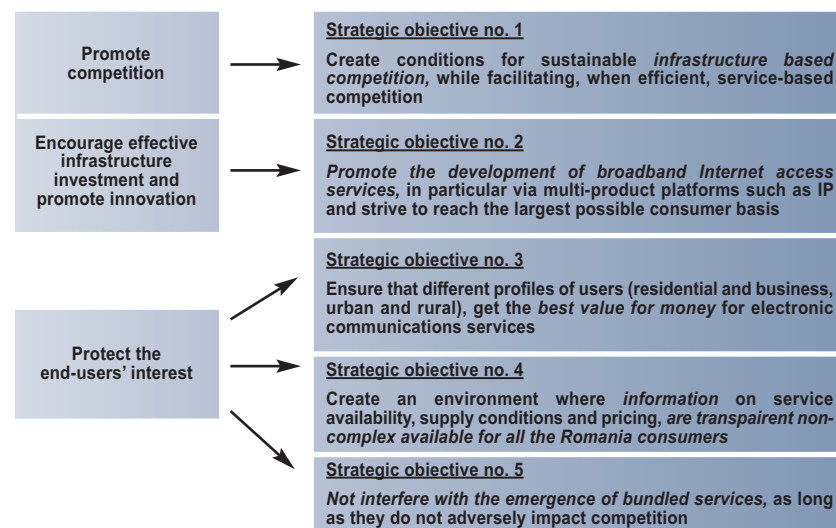 Promote
competition
Strategic objective no. 1
Create conditions for sustainable infrastructure based
competition, while facilitating, when efficient, service-based
competition
Encourage effective
infrastructure
investment and
promote innovation
Strategic objective no. 2
Promote the development of broadband Internet access
services, in particular via multi-product platforms such as IP
and strive to reach the largest possible consumer basis
Protect the
end-users’ interest
Strategic objective no. 3
Ensure that different profiles of users (residential and business,
urban and rural), get the best value for money for electronic
communications services
Strategic objective no. 4
Create an environment where information on service
availability, supply conditions and pricing, are transpairent non-
complex available for all the Romania consumers
Strategic objective no. 5
Not interfere with the emergence of bundled services, as long
as they do not adversely impact competition